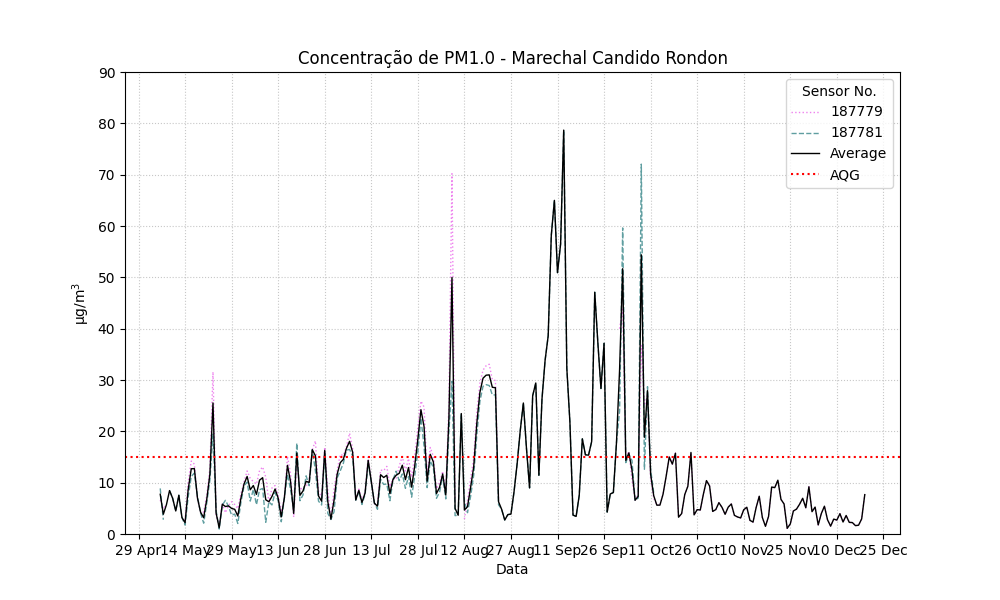 Concentração de PM1.0 - Marechal Candido Rondon
90
80
70
60
50
40
30
20
10
0
µg/m³
Sensor No.
187779
187781
Average
AQG
29 Apr 14 May 29 May 13 Jun 28 Jun 13 Jul 28 Jul 12 Aug 27 Aug 11 Sep 26 Sep 11 Oct 26 Oct 10 Nov 25 Nov 10 Dec 25 Dec
Data